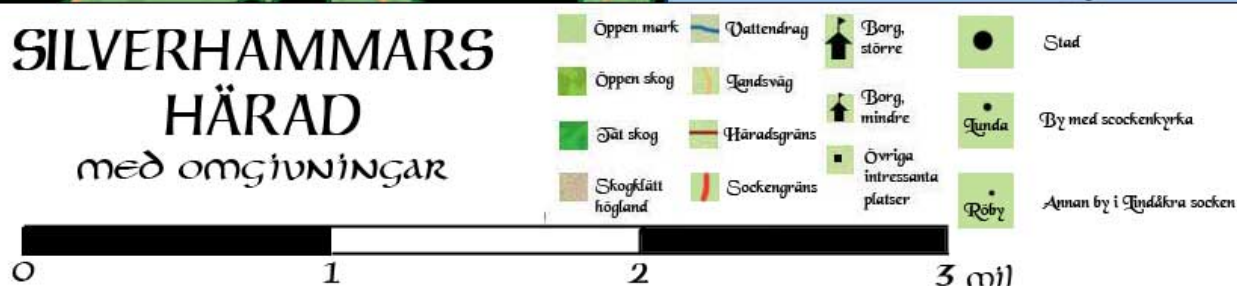 SILVERHAMMARS
HÄRAD
med omgivningar
Öppen mark
Öppen skog
Tät skog
Skogklätt
högland
Vattendrag
Landsväg
Häradsgräns
Sockengräns
Borg,
större
Borg,
mindre
Övriga
intressanta
platser
Stad
Lunda
By med scockenkyrka
Röby
Annan by i Lindåkra socken
0 1 2 3 mil